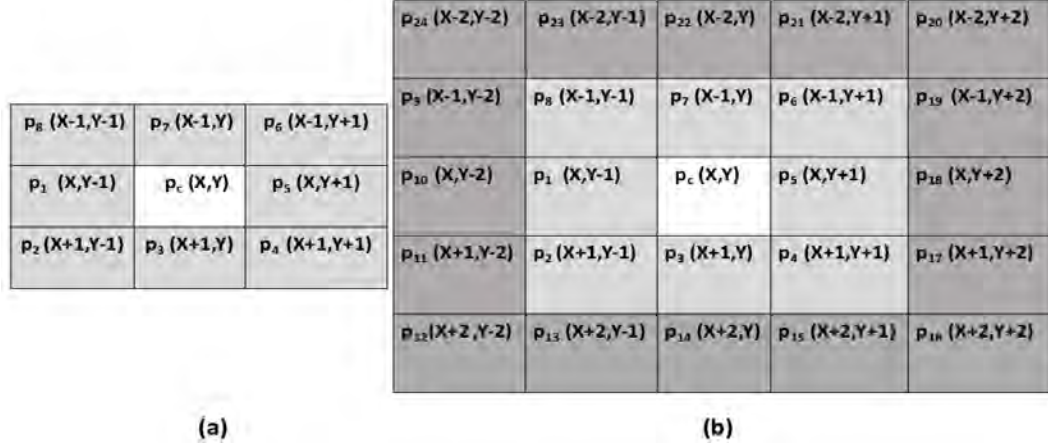 p₈ (X-1,Y-1) p₇ (X-1,Y) p₆ (X-1,Y+1)
p₁ (X,Y-1) p꜀ (X,Y) p₅ (X,Y+1)
p₂ (X+1,Y-1) p₃ (X+1,Y) p₄ (X+1,Y+1)
(a)
p₂₄ (X-2,Y-2) p₂₃ (X-2,Y-1) p₂₂ (X-2,Y) p₂₁ (X-2,Y+1) p₂₀ (X-2,Y+2)
p₉ (X-1,Y-2) p₈ (X-1,Y-1) p₇ (X-1,Y) p₆ (X-1,Y+1) p₁₉ (X-1,Y+2)
p₁₀ (X,Y-2) p₁ (X,Y-1) p꜀ (X,Y) p₅ (X,Y+1) p₁₈ (X,Y+2)
p₁₁ (X+1,Y-2) p₂ (X+1,Y-1) p₃ (X+1,Y) p₄ (X+1,Y+1) p₁₇ (X+1,Y+2)
p₁₂(X+2,Y-2) p₁₃ (X+2,Y-1) p₁₄ (X+2,Y) p₁₅ (X+2,Y+1) p₁₆ (X+2,Y+2)
(b)